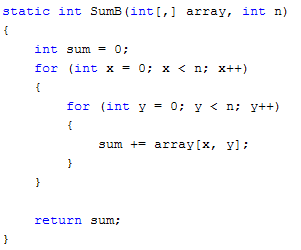 static int SumB(int[,] array, int n)
{
    int sum = 0;
    for (int x = 0; x < n; x++)
    {
        for (int y = 0; y < n; y++)
        {
            sum += array[x, y];
        }
    }

    return sum;
}